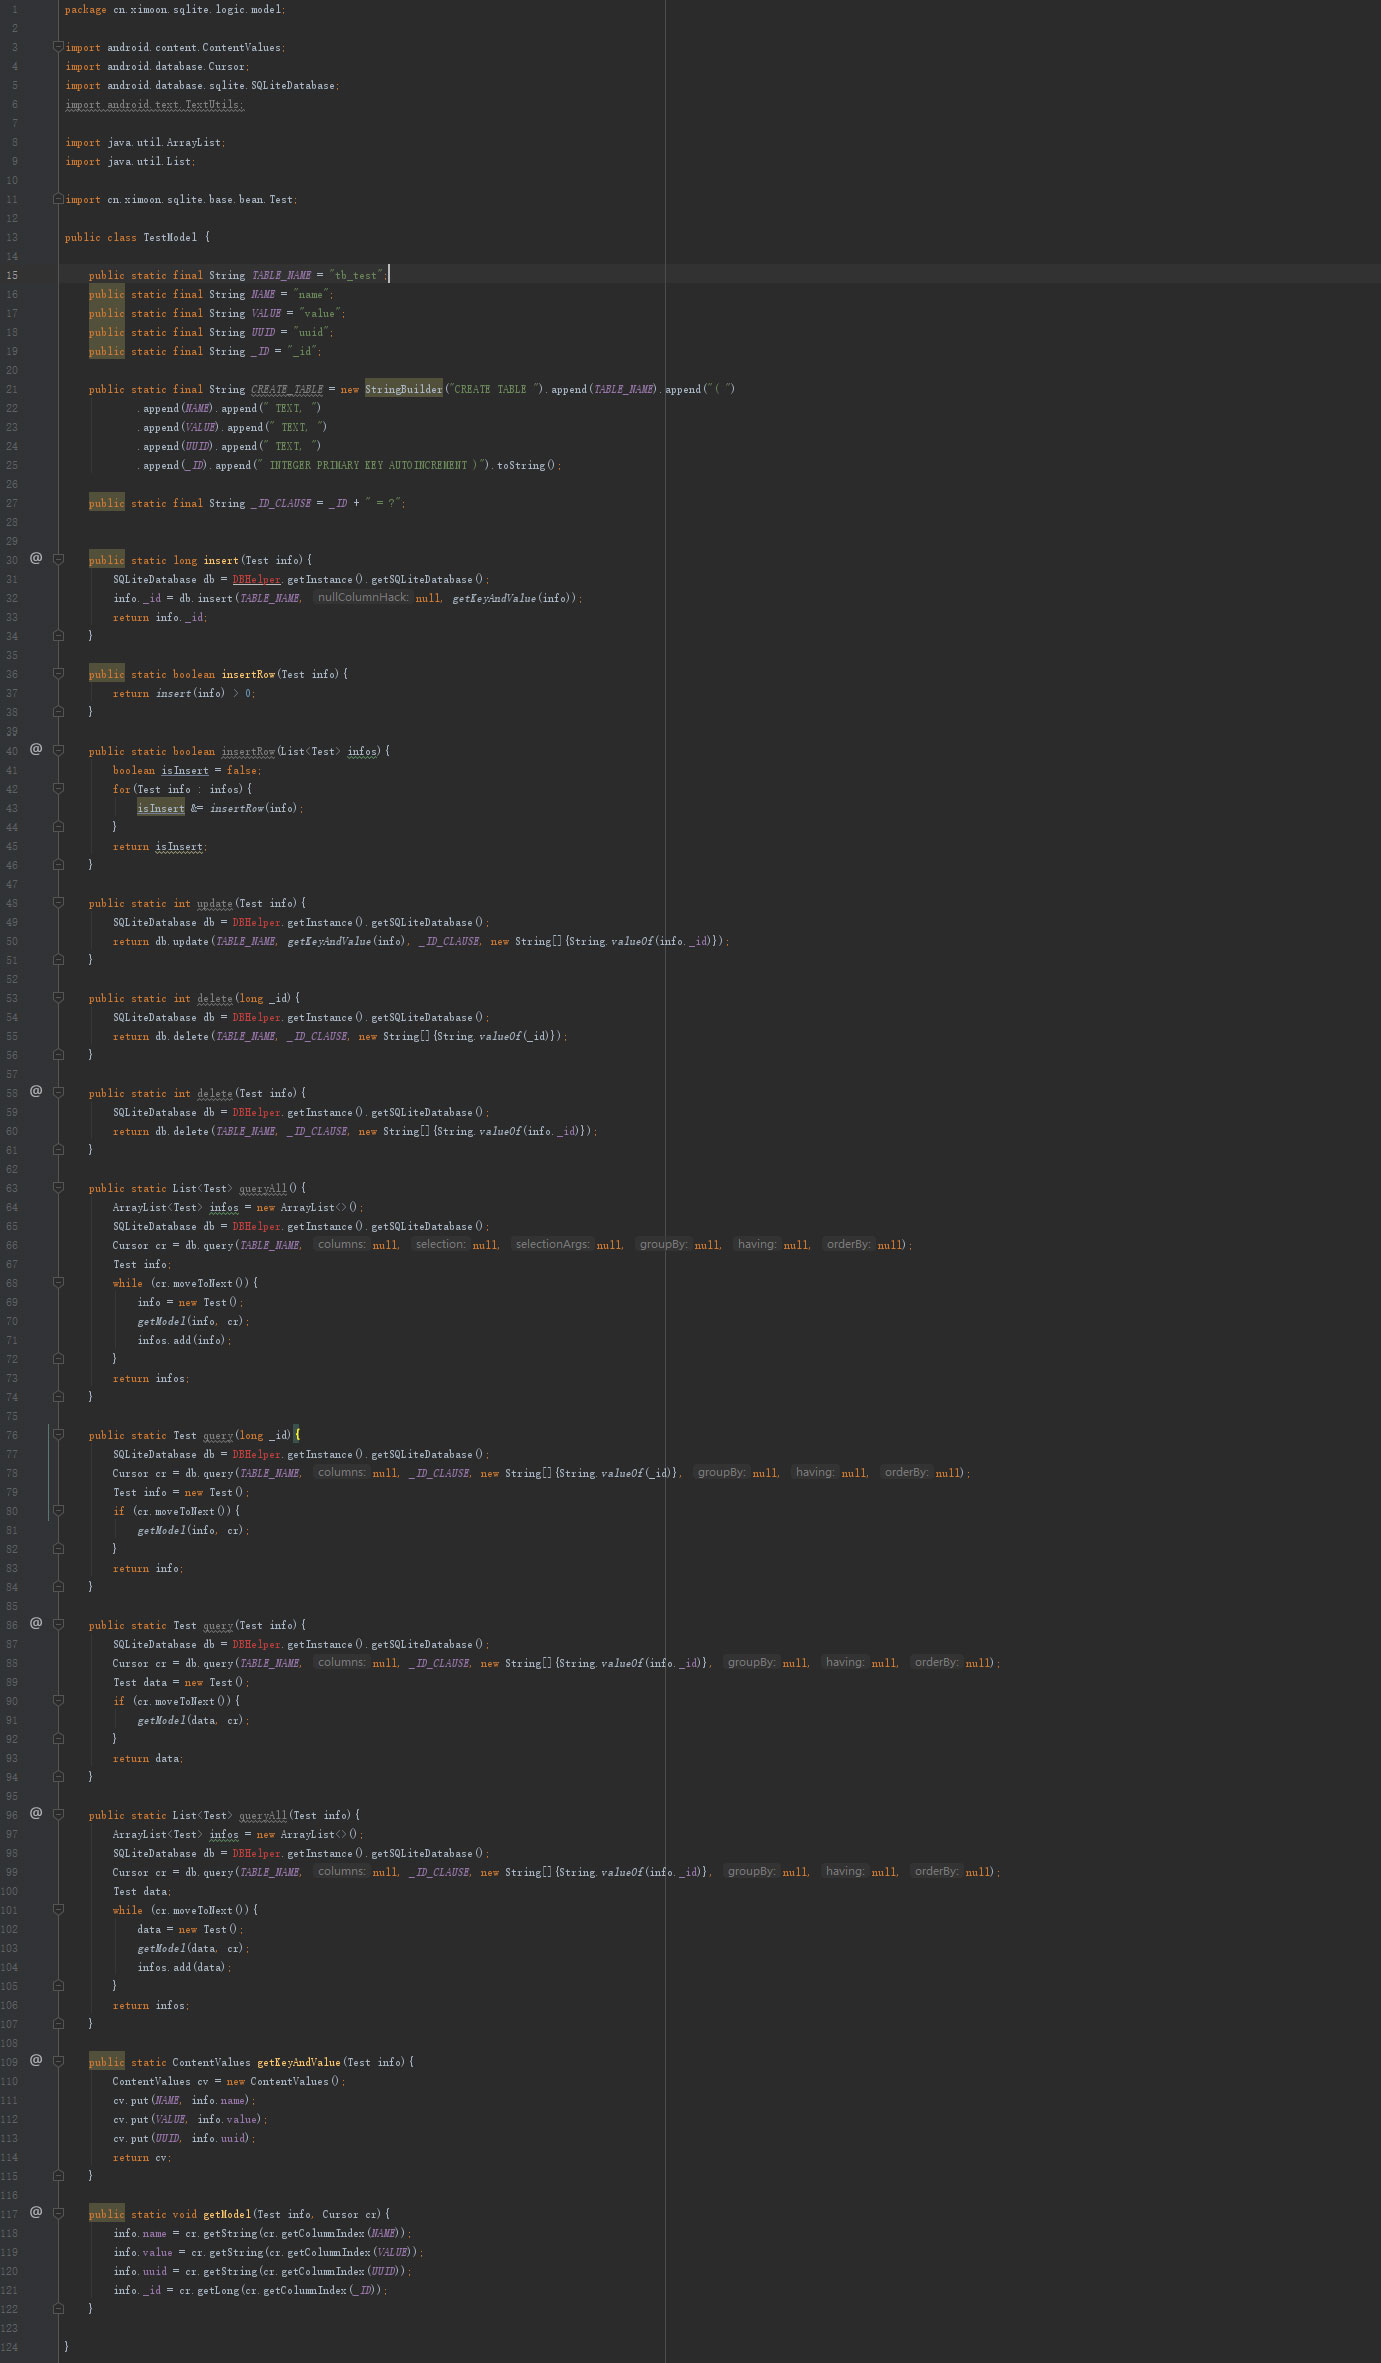 1 package cn.ximoon.sqlite.logic.model;
2
3 import android.content.ContentValues;
4 import android.database.Cursor;
5 import android.database.sqlite.SQLiteDatabase;
6 import android.text.TextUtils;
7
8 import java.util.ArrayList;
9 import java.util.List;
10
11 import cn.ximoon.sqlite.base.bean.Test;
12
13 public class TestModel {
14
15 public static final String TABLE_NAME = "tb_test";
16 public static final String NAME = "name";
17 public static final String VALUE = "value";
18 public static final String UUID = "uuid";
19 public static final String _ID = "_id";
20
21 public static final String CREATE_TABLE = new StringBuilder("CREATE TABLE ").append(TABLE_NAME).append("( ")
22 .append(NAME).append(" TEXT, ")
23 .append(VALUE).append(" TEXT, ")
24 .append(UUID).append(" TEXT, ")
25 .append(_ID).append(" INTEGER PRIMARY KEY AUTOINCREMENT )").toString();
26
27 public static final String _ID_CLAUSE = _ID + " = ?";
28
29
30 @ public static long insert(Test info){
31 SQLiteDatabase db = DBHelper.getInstance().getSQLiteDatabase();
32 info._id = db.insert(TABLE_NAME, nullColumnHack: null, getKeyAndValue(info));
33 return info._id;
34 }
35
36 public static boolean insertRow(Test info){
37 return insert(info) > 0;
38 }
39
40 @ public static boolean insertRow(List<Test> infos){
41 boolean isInsert = false;
42 for(Test info : infos){
43 isInsert &= insertRow(info);
44 }
45 return isInsert;
46 }
47
48 public static int update(Test info){
49 SQLiteDatabase db = DBHelper.getInstance().getSQLiteDatabase();
50 return db.update(TABLE_NAME, getKeyAndValue(info), _ID_CLAUSE, new String[]{String.valueOf(info._id)});
51 }
52
53 public static int delete(long _id){
54 SQLiteDatabase db = DBHelper.getInstance().getSQLiteDatabase();
55 return db.delete(TABLE_NAME, _ID_CLAUSE, new String[]{String.valueOf(_id)});
56 }
57
58 @ public static int delete(Test info){
59 SQLiteDatabase db = DBHelper.getInstance().getSQLiteDatabase();
60 return db.delete(TABLE_NAME, _ID_CLAUSE, new String[]{String.valueOf(info._id)});
61 }
62
63 public static List<Test> queryAll(){
64 ArrayList<Test> infos = new ArrayList<>();
65 SQLiteDatabase db = DBHelper.getInstance().getSQLiteDatabase();
66 Cursor cr = db.query(TABLE_NAME, columns: null, selection: null, selectionArgs: null, groupBy: null, having: null, orderBy: null);
67 Test info;
68 while (cr.moveToNext()){
69 info = new Test();
70 getModel(info, cr);
71 infos.add(info);
72 }
73 return infos;
74 }
75
76 public static Test query(long _id){
77 SQLiteDatabase db = DBHelper.getInstance().getSQLiteDatabase();
78 Cursor cr = db.query(TABLE_NAME, columns: null, _ID_CLAUSE, new String[]{String.valueOf(_id)}, groupBy: null, having: null, orderBy: null);
79 Test info = new Test();
80 if (cr.moveToNext()){
81 getModel(info, cr);
82 }
83 return info;
84 }
85
86 @ public static Test query(Test info){
87 SQLiteDatabase db = DBHelper.getInstance().getSQLiteDatabase();
88 Cursor cr = db.query(TABLE_NAME, columns: null, _ID_CLAUSE, new String[]{String.valueOf(info._id)}, groupBy: null, having: null, orderBy: null);
89 Test data = new Test();
90 if (cr.moveToNext()){
91 getModel(data, cr);
92 }
93 return data;
94 }
95
96 @ public static List<Test> queryAll(Test info){
97 ArrayList<Test> infos = new ArrayList<>();
98 SQLiteDatabase db = DBHelper.getInstance().getSQLiteDatabase();
99 Cursor cr = db.query(TABLE_NAME, columns: null, _ID_CLAUSE, new String[]{String.valueOf(info._id)}, groupBy: null, having: null, orderBy: null);
100 Test data;
101 while (cr.moveToNext()){
102 data = new Test();
103 getModel(data, cr);
104 infos.add(data);
105 }
106 return infos;
107 }
108
109 @ public static ContentValues getKeyAndValue(Test info){
110 ContentValues cv = new ContentValues();
111 cv.put(NAME, info.name);
112 cv.put(VALUE, info.value);
113 cv.put(UUID, info.uuid);
114 return cv;
115 }
116
117 @ public static void getModel(Test info, Cursor cr){
118 info.name = cr.getString(cr.getColumnIndex(NAME));
119 info.value = cr.getString(cr.getColumnIndex(VALUE));
120 info.uuid = cr.getString(cr.getColumnIndex(UUID));
121 info._id = cr.getLong(cr.getColumnIndex(_ID));
122 }
123
124 }